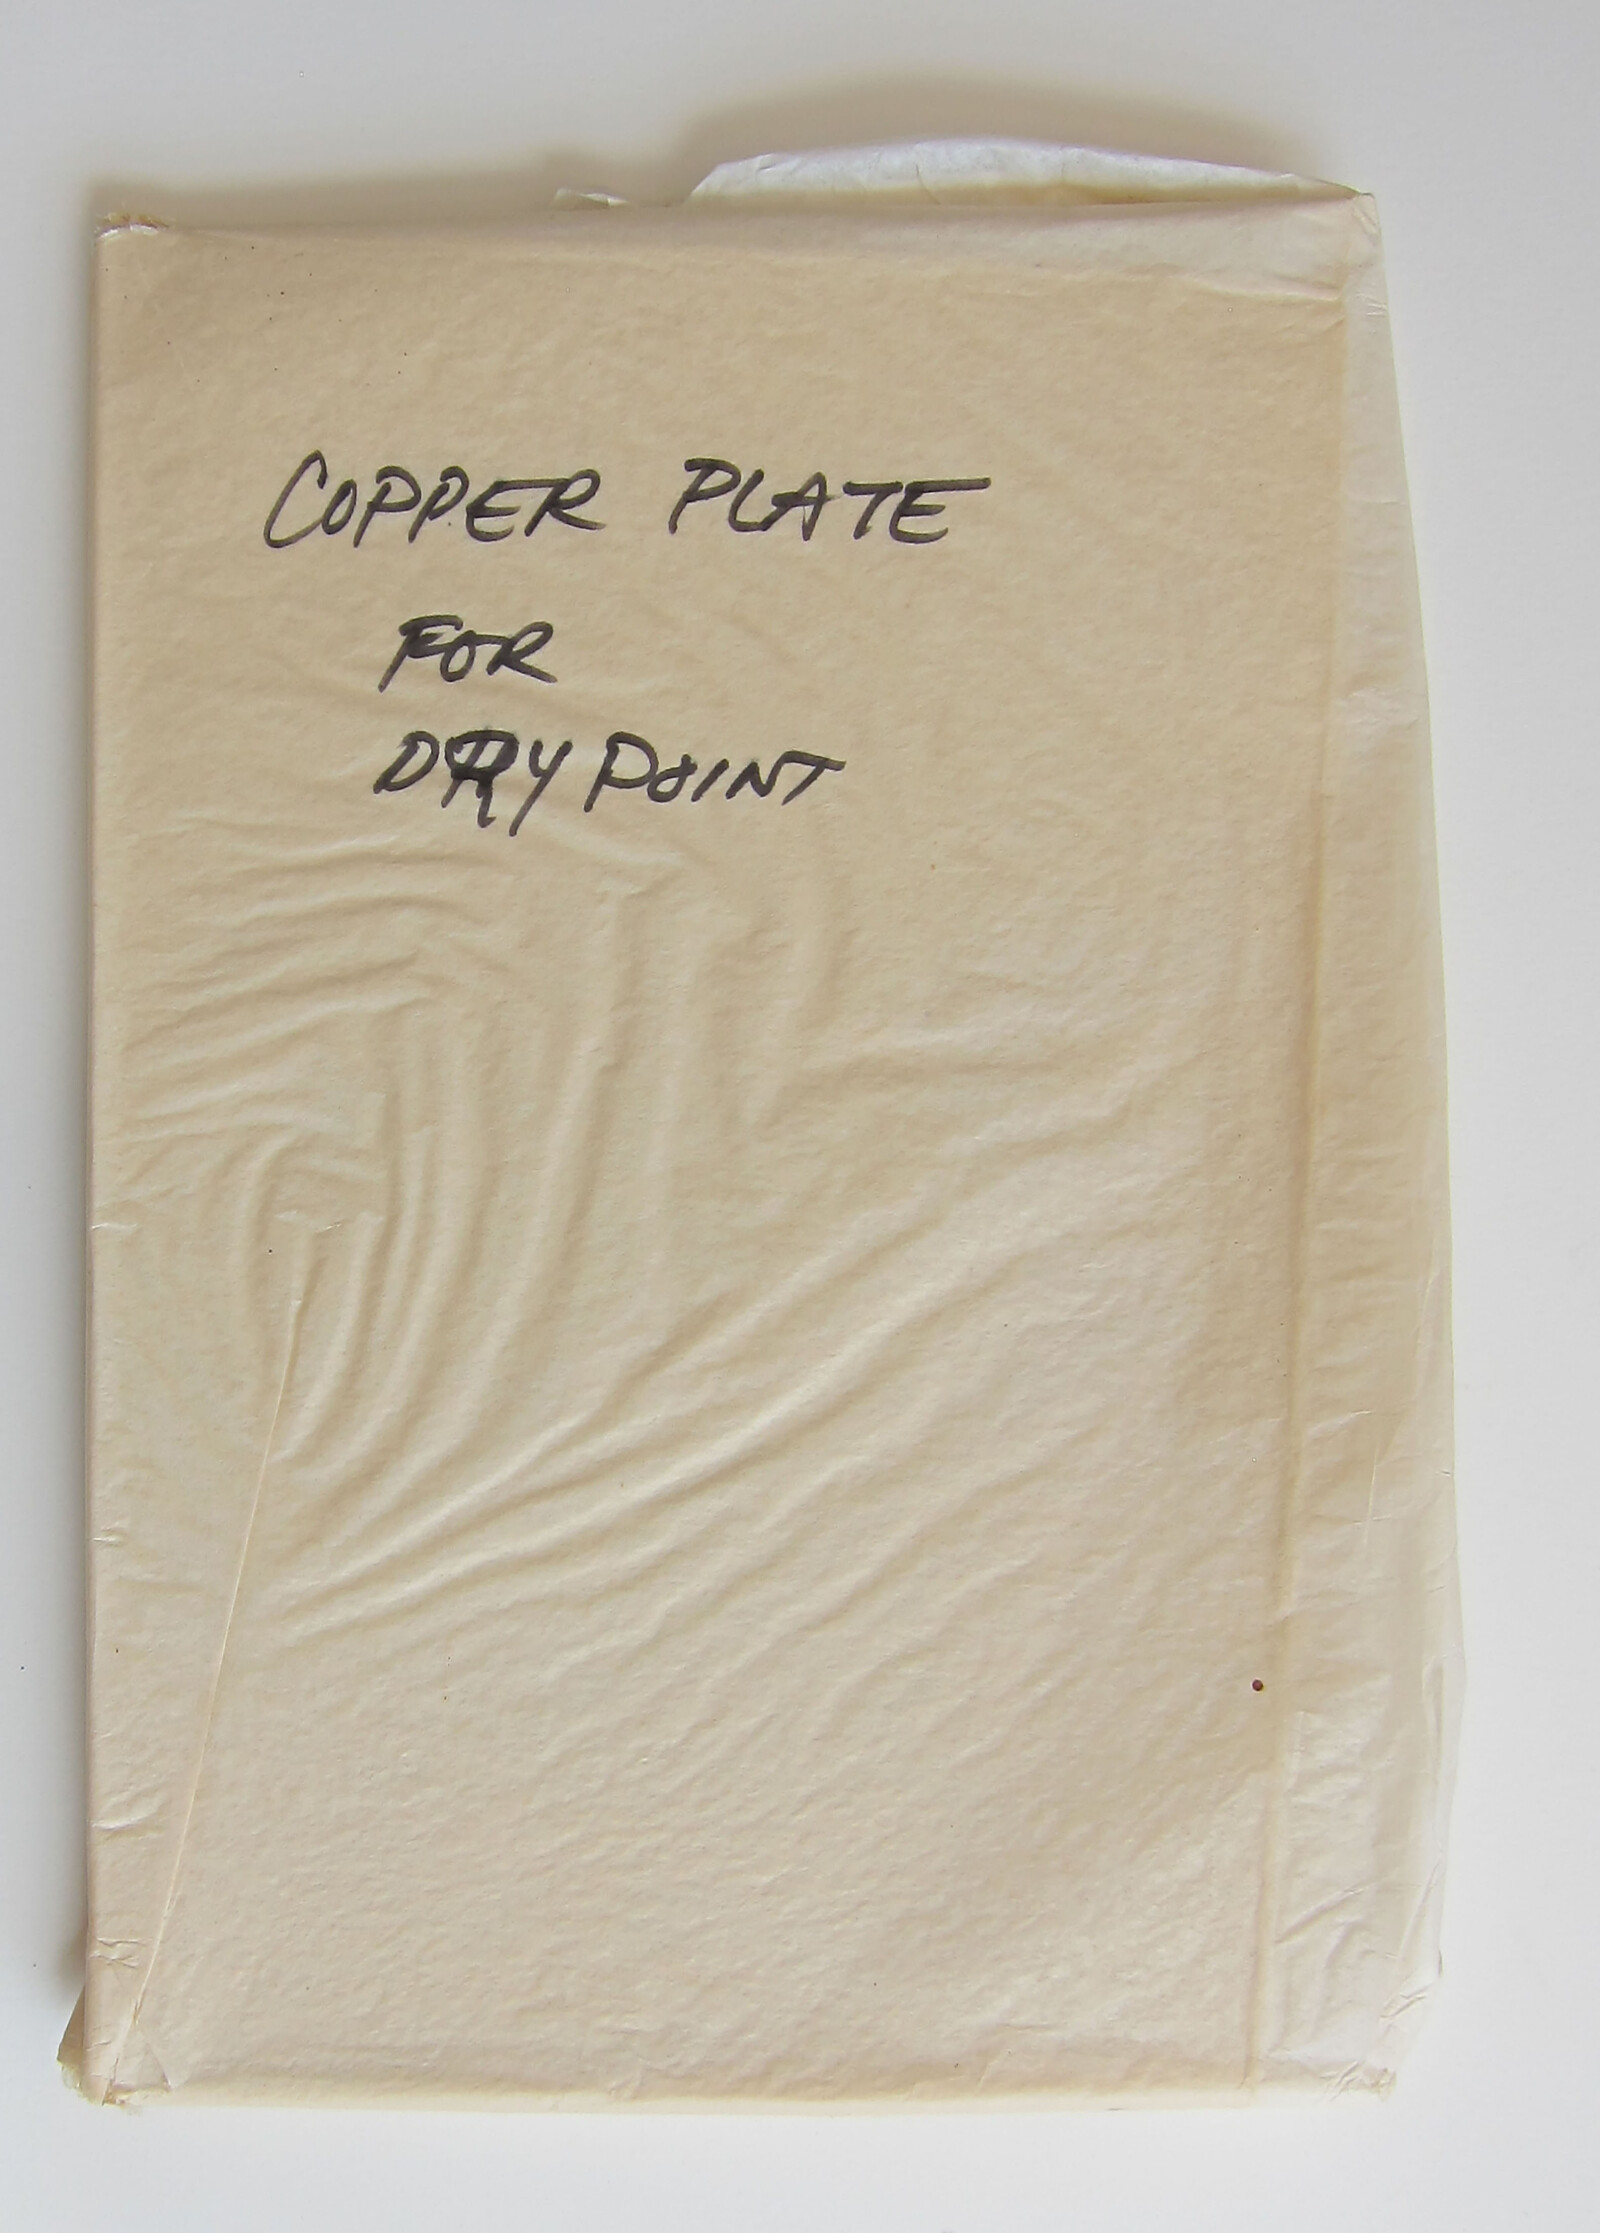 COPPER PLATE
FOR
DRY POINT